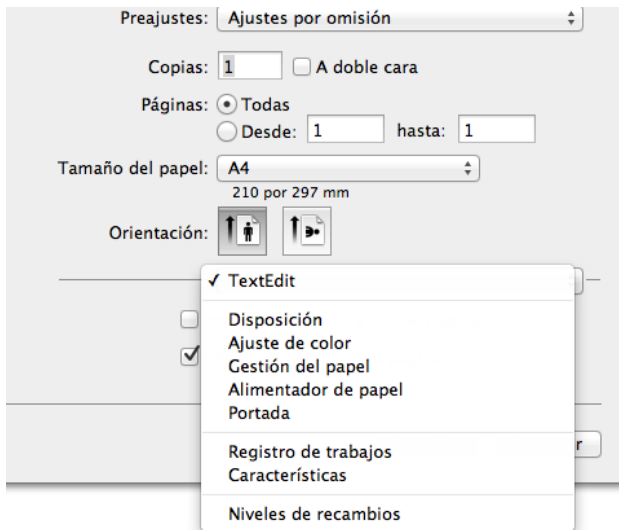 Preajustes: Ajustes por omisión
Copias: 1 A doble cara
Páginas: Todas
Desde: 1 hasta: 1
Tamaño del papel: A4
210 por 297 mm
Orientación:
✓ TextEdit
Disposición
Ajuste de color
Gestión del papel
Alimentador de papel
Portada
Registro de trabajos
r
Características
Niveles de recambios